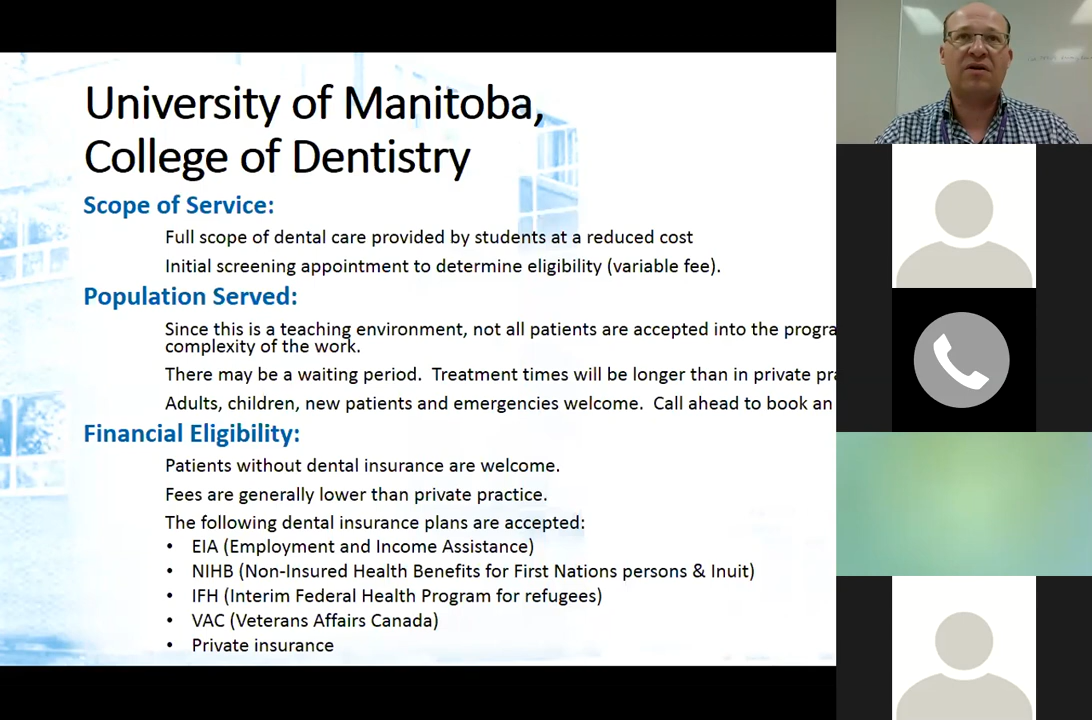 University of Manitoba,
College of Dentistry
Scope of Service:
Full scope of dental care provided by students at a reduced cost
Initial screening appointment to determine eligibility (variable fee).
Population Served:
Since this is a teaching environment, not all patients are accepted into the
complexity of the work.
There may be a waiting period.  Treatment times will be longer than in private
Adults, children, new patients and emergencies welcome.  Call ahead to book an
Financial Eligibility:
Patients without dental insurance are welcome.
Fees are generally lower than private practice.
The following dental insurance plans are accepted:
• EIA (Employment and Income Assistance)
• NIHB (Non-Insured Health Benefits for First Nations persons & Inuit)
• IFH (Interim Federal Health Program for refugees)
• VAC (Veterans Affairs Canada)
• Private insurance